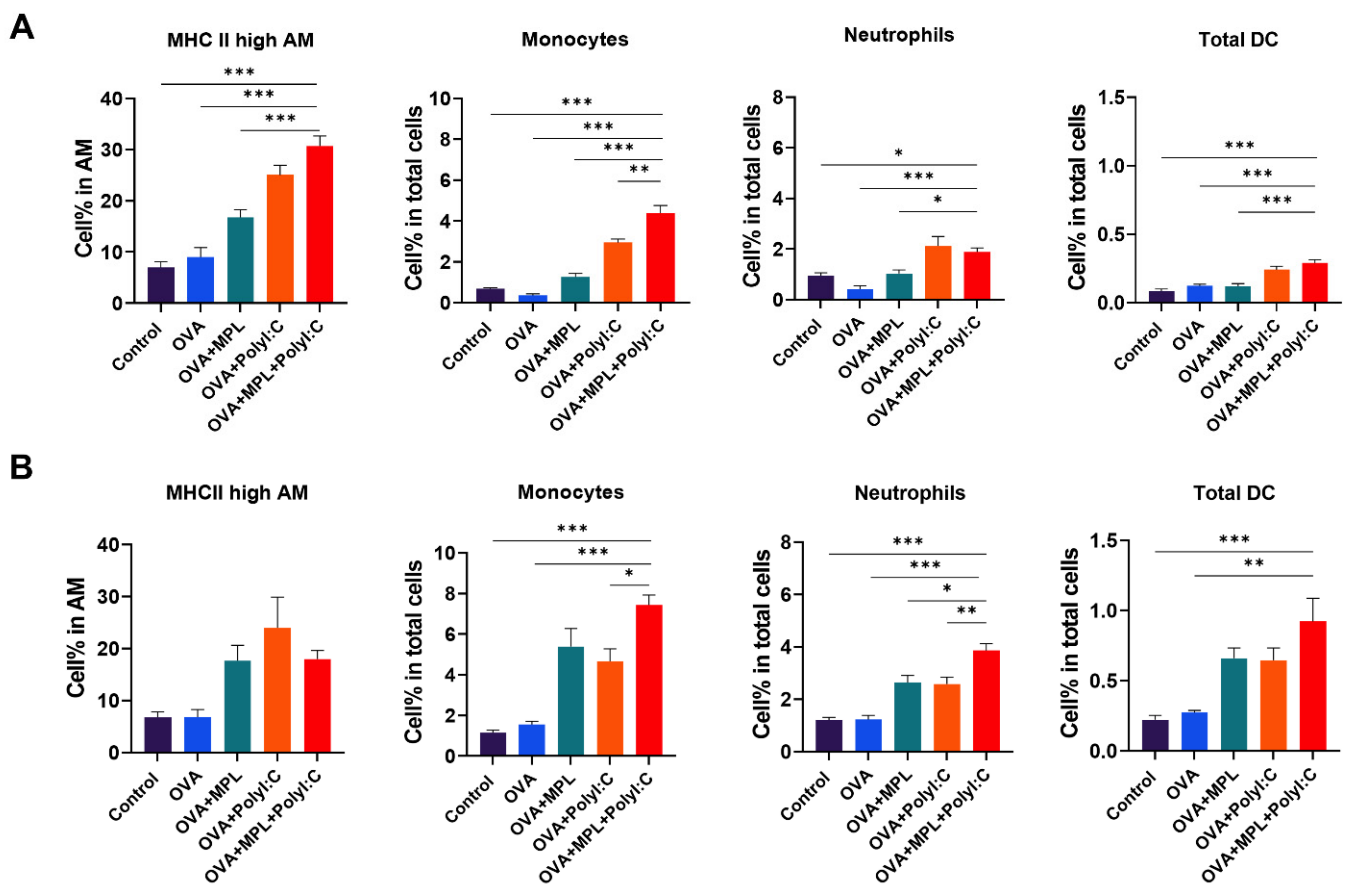 A
MHC II high AM
Cell% in AM
40
30
20
10
0
***
***
***
Control
OVA
OVA+MPL
OVA+PolyI:C
OVA+MPL+PolyI:C
Monocytes
Cell% in total cells
10
8
6
4
2
0
***
***
***
**
Control
OVA
OVA+MPL
OVA+PolyI:C
OVA+MPL+PolyI:C
Neutrophils
Cell% in total cells
8
6
4
2
0
*
***
*
Control
OVA
OVA+MPL
OVA+PolyI:C
OVA+MPL+PolyI:C
Total DC
Cell% in total cells
1.5
1.0
0.5
0.0
***
***
***
Control
OVA
OVA+MPL
OVA+PolyI:C
OVA+MPL+PolyI:C
B
MHCII high AM
Cell% in AM
40
30
20
10
0
Control
OVA
OVA+MPL
OVA+PolyI:C
OVA+MPL+PolyI:C
Monocytes
Cell% in total cells
10
8
6
4
2
0
***
***
*
Control
OVA
OVA+MPL
OVA+PolyI:C
OVA+MPL+PolyI:C
Neutrophils
Cell% in total cells
8
6
4
2
0
***
***
*
**
Control
OVA
OVA+MPL
OVA+PolyI:C
OVA+MPL+PolyI:C
Total DC
Cell% in total cells
1.5
1.0
0.5
0.0
***
**
Control
OVA
OVA+MPL
OVA+PolyI:C
OVA+MPL+PolyI:C